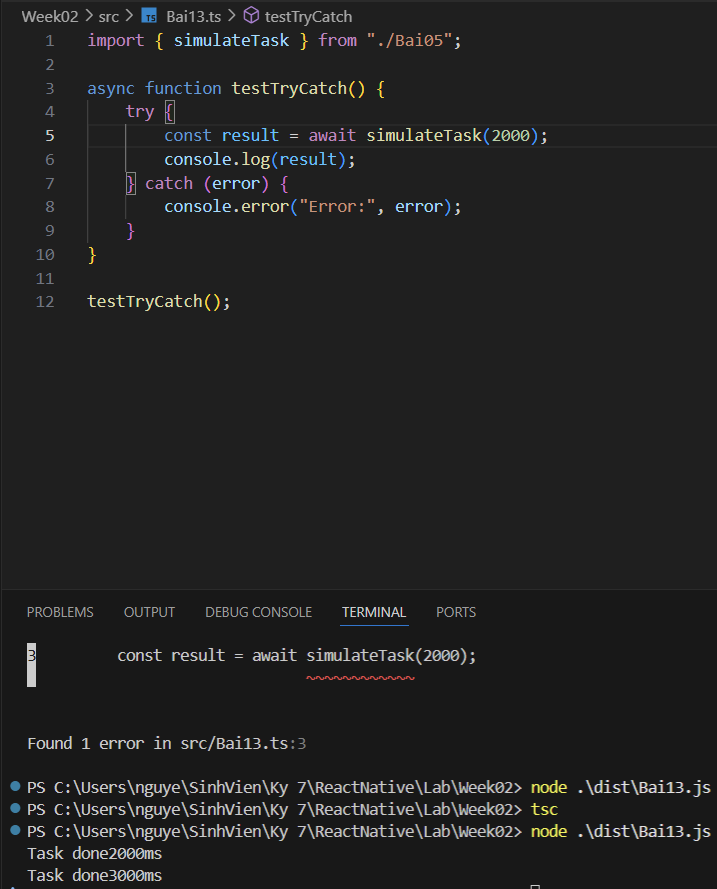 Week02 > src > TS Bai13.ts > testTryCatch
1 import { simulateTask } from "./Bai05";
2
3 async function testTryCatch() {
4     try {
5         const result = await simulateTask(2000);
6         console.log(result);
7     } catch (error) {
8         console.error("Error:", error);
9     }
10 }
11
12 testTryCatch();
PROBLEMS OUTPUT DEBUG CONSOLE TERMINAL PORTS
3         const result = await simulateTask(2000);
Found 1 error in src/Bai13.ts:3
PS C:\Users\nguye\SinhVien\Ky 7\ReactNative\Lab\Week02> node .\dist\Bai13.js
PS C:\Users\nguye\SinhVien\Ky 7\ReactNative\Lab\Week02> tsc
PS C:\Users\nguye\SinhVien\Ky 7\ReactNative\Lab\Week02> node .\dist\Bai13.js
Task done2000ms
Task done3000ms